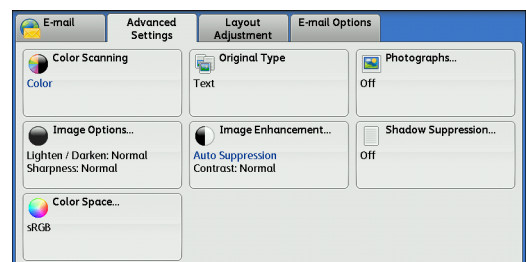 E-mail
Advanced
Settings
Layout
Adjustment
E-mail Options
Color Scanning
Color
Original Type
Text
Photographs...
Off
Image Options...
Lighten / Darken: Normal
Sharpness: Normal
Image Enhancement...
Auto Suppression
Contrast: Normal
Shadow Suppression...
Off
Color Space...
sRGB